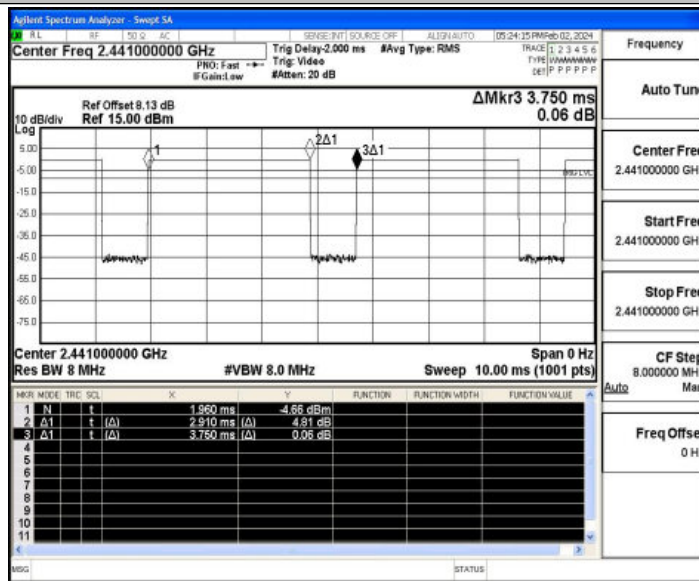 Agilent Spectrum Analyzer - Swept SA
RL RF 50 Ω AC SENSE:INT SOURCE OFF ALIGN AUTO 05:24:15 PM Feb 02, 2024
Center Freq 2.441000000 GHz
PNO: Fast
IFGain:Low
Trig Delay-2.000 ms
Trig: Video
#Atten: 20 dB
#Avg Type: RMS
TRACE 1 2 3 4 5 6
TYPE WWWWWW
DET P P P P P P
Ref Offset 8.13 dB
10 dB/div Ref 15.00 dBm
Log
ΔMkr3 3.750 ms
0.06 dB
1
2Δ1
3Δ1
5.00
-5.00
-15.0
-25.0
-35.0
-45.0
-55.0
-65.0
-75.0
Center 2.441000000 GHz Span 0 Hz
Res BW 8 MHz #VBW 8.0 MHz Sweep 10.00 ms (1001 pts)
MKR MODE TRC SCL X Y FUNCTION FUNCTION WIDTH FUNCTION VALUE
1 N t 1.960 ms -4.66 dBm
2 Δ1 t (Δ) 2.910 ms (Δ) 4.81 dB
3 Δ1 t (Δ) 3.750 ms (Δ) 0.06 dB
4
5
6
7
8
9
10
11
MSG STATUS
Frequency
Auto Tun
Center Fre
2.441000000 GH
Start Fre
2.441000000 GH
Stop Fre
2.441000000 GH
CF Step
8.000000 MH
Auto Ma
Freq Offse
0 H